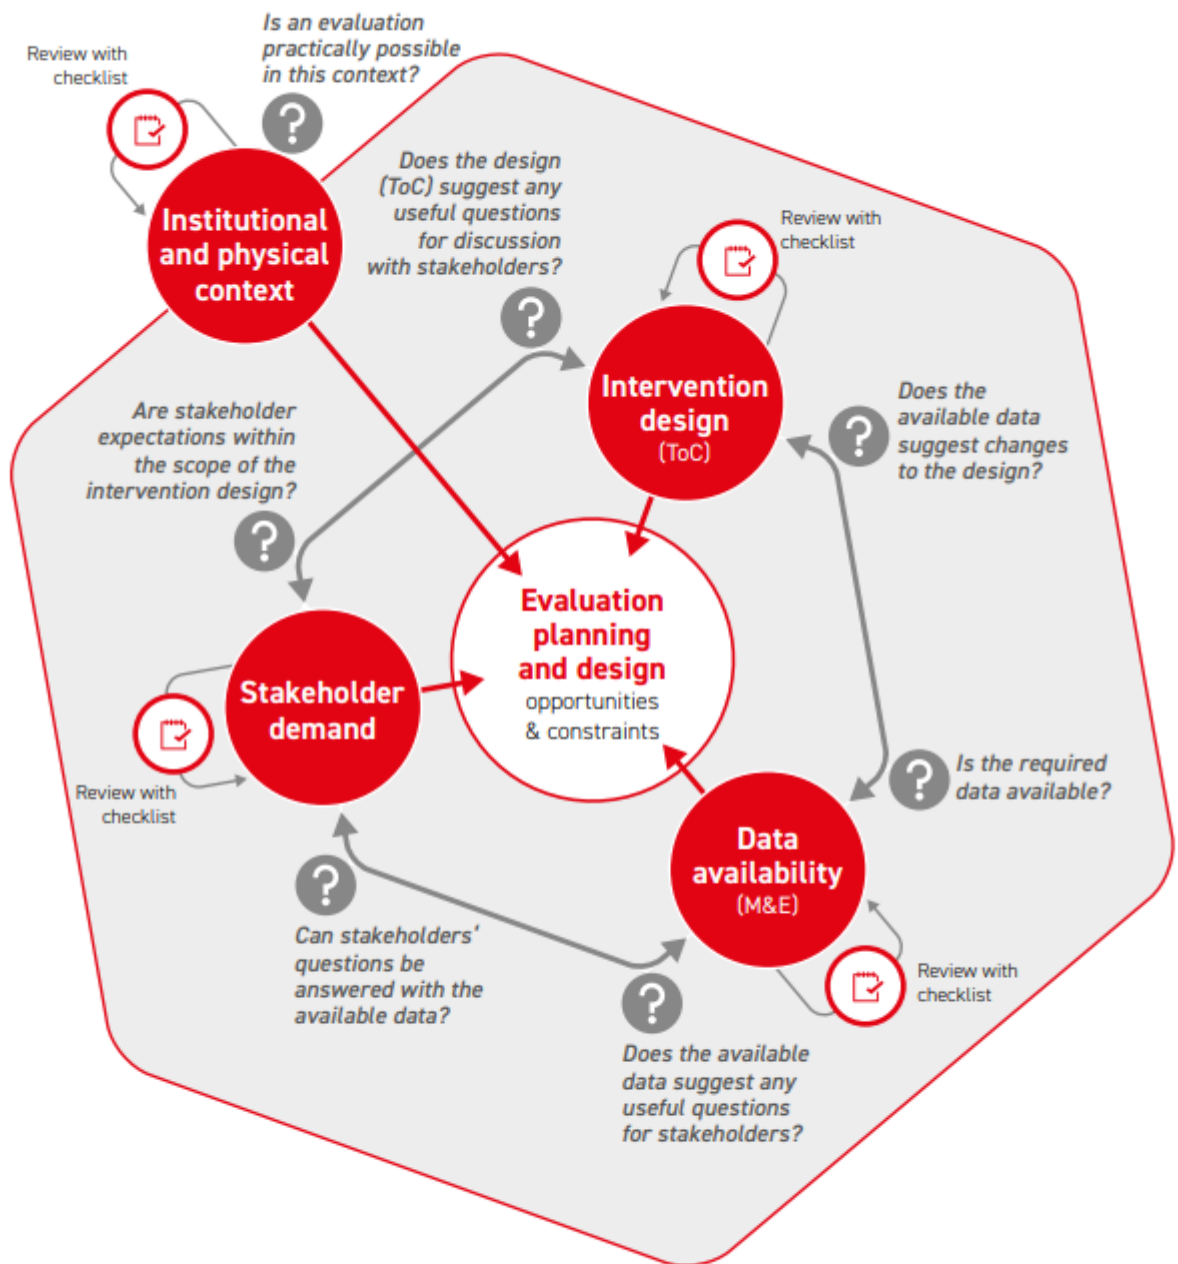 Is an evaluation
practically possible
in this context?
Review with
checklist
?
Institutional
and physical
context
Does the design
(ToC) suggest any
useful questions
for discussion
with stakeholders?
?
Review with
checklist
Intervention
design
(ToC)
Does the
available data
suggest changes
to the design?
?
Are stakeholder
expectations within
the scope of the
intervention design?
?
Evaluation
planning
and design
opportunities
& constraints
Stakeholder
demand
Review with
checklist
?
Is the required
data available?
Data
availability
(M&E)
?
Can stakeholders'
questions be
answered with the
available data?
Review with
checklist
?
Does the available
data suggest any
useful questions
for stakeholders?